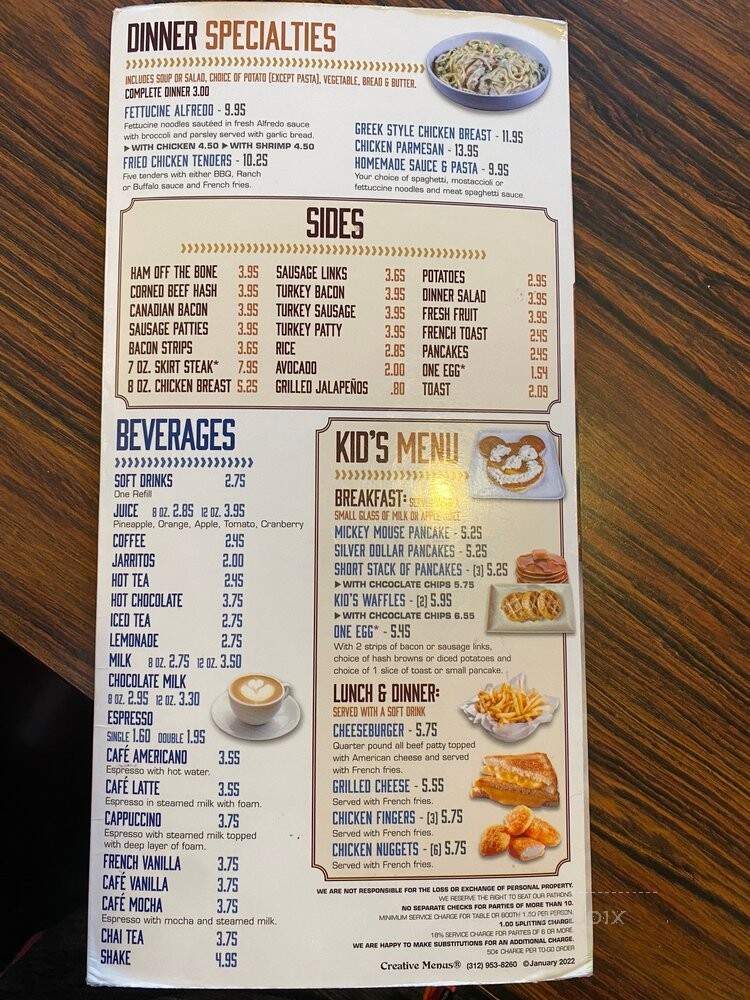 DINNER SPECIALTIES
INCLUDES SOUP OR SALAD, CHOICE OF POTATO (EXCEPT PASTA), VEGETABLE, BREAD & BUTTER.
COMPLETE DINNER 3.00
FETTUCINE ALFREDO - 9.95
Fettucine noodles sautéed in fresh Alfredo sauce
with broccoli and parsley served with garlic bread.
▶WITH CHICKEN 4.50 ▶WITH SHRIMP 4.50
FRIED CHICKEN TENDERS - 10.25
Five tenders with either BBQ, Ranch
or Buffalo sauce and French fries.
GREEK STYLE CHICKEN BREAST - 11.95
CHICKEN PARMESAN - 13.95
HOMEMADE SAUCE & PASTA - 9.95
Your choice of spaghetti, mostaccioli or
fettuccine noodles and meat spaghetti sauce.
SIDES
HAM OFF THE BONE 3.95
CORNED BEEF HASH 3.95
CANADIAN BACON 3.95
SAUSAGE PATTIES 3.95
BACON STRIPS 3.65
7 OZ. SKIRT STEAK* 7.95
8 OZ. CHICKEN BREAST 5.25
SAUSAGE LINKS 3.65
TURKEY BACON 3.95
TURKEY SAUSAGE 3.95
TURKEY PATTY 3.95
RICE 2.85
AVOCADO 2.00
GRILLED JALAPEÑOS .80
POTATOES 2.95
DINNER SALAD 3.95
FRESH FRUIT 3.95
FRENCH TOAST 2.45
PANCAKES 2.45
ONE EGG* 1.54
TOAST 2.09
BEVERAGES
SOFT DRINKS 2.75
One Refill
JUICE 8 OZ. 2.85 12 OZ. 3.95
Pineapple, Orange, Apple, Tomato, Cranberry
COFFEE 2.45
JARRITOS 2.00
HOT TEA 2.45
HOT CHOCOLATE 3.75
ICED TEA 2.75
LEMONADE 2.75
MILK 8 OZ. 2.75 12 OZ. 3.50
CHOCOLATE MILK
8 OZ. 2.95 12 OZ. 3.30
ESPRESSO
SINGLE 1.60 DOUBLE 1.95
CAFÉ AMERICANO 3.55
Espresso with hot water.
CAFÉ LATTE 3.55
Espresso in steamed milk with foam.
CAPPUCCINO 3.75
Espresso with steamed milk topped
with deep layer of foam.
FRENCH VANILLA 3.75
CAFÉ VANILLA 3.75
CAFÉ MOCHA 3.75
Espresso with mocha and steamed milk.
CHAI TEA 3.75
SHAKE 4.95
KID'S MENU
BREAKFAST:
SMALL GLASS OF MILK OR APPLE JUICE
MICKEY MOUSE PANCAKE - 5.25
SILVER DOLLAR PANCAKES - 5.25
SHORT STACK OF PANCAKES - (3) 5.25
▶WITH CHCOCLATE CHIPS 5.75
KID'S WAFFLES - (2) 5.95
▶WITH CHCOCLATE CHIPS 6.55
ONE EGG* - 5.45
With 2 strips of bacon or sausage links,
choice of hash browns or diced potatoes and
choice of 1 slice of toast or small pancake.
LUNCH & DINNER:
SERVED WITH A SOFT DRINK
CHEESEBURGER - 5.75
Quarter pound all beef patty topped
with American cheese and served
with French fries.
GRILLED CHEESE - 5.55
Served with French fries.
CHICKEN FINGERS - (3) 5.75
Served with French fries.
CHICKEN NUGGETS - (6) 5.75
Served with French fries.
WE ARE NOT RESPONSIBLE FOR THE LOSS OR EXCHANGE OF PERSONAL PROPERTY.
WE RESERVE THE RIGHT TO SEAT OUR PATRONS.
NO SEPARATE CHECKS FOR PARTIES OF MORE THAN 10.
MINIMUM SERVICE CHARGE FOR TABLE OR BOOTH 1.50 PER PERSON.
1.00 SPLITING CHARGE.
18% SERVICE CHARGE FOR PARTIES OF 6 OR MORE.
WE ARE HAPPY TO MAKE SUBSTITUTIONS FOR AN ADDITIONAL CHARGE.
50¢ CHARGE PER TO-GO ORDER
Creative Menus® (312) 953-8260 ©January 2022